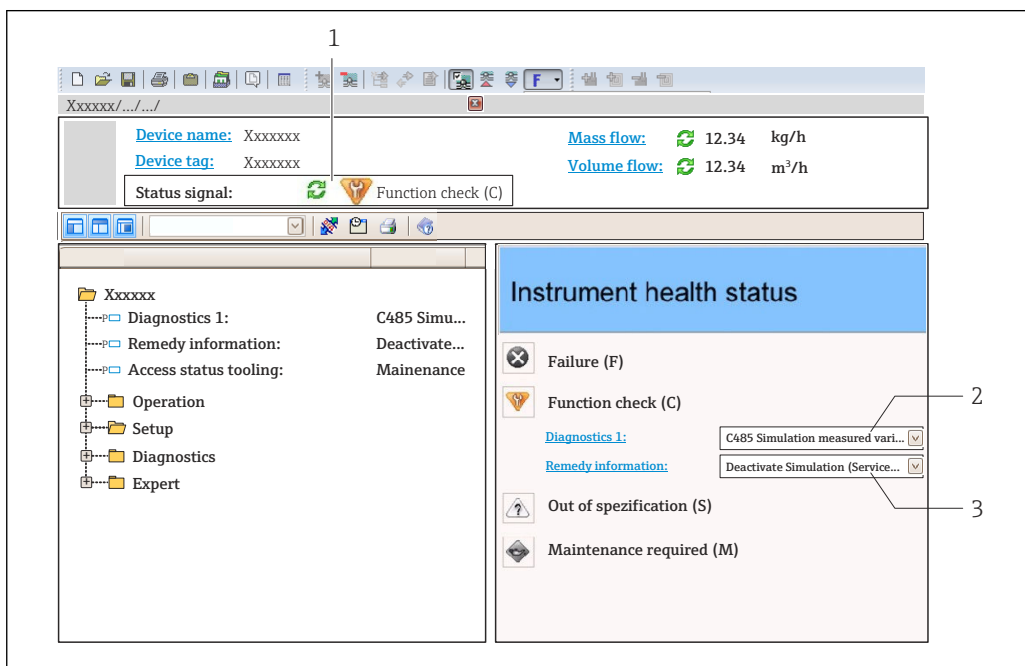 1
F
Xxxxxx/.../.../
Device name: Xxxxxxx
Mass flow: 12.34 kg/h
Device tag: Xxxxxxx
Volume flow: 12.34 m³/h
Status signal: Function check (C)
Xxxxxx
Diagnostics 1: C485 Simu...
Remedy information: Deactivate...
Access status tooling: Mainenance
Operation
Setup
Diagnostics
Expert
Instrument health status
Failure (F)
Function check (C)
Diagnostics 1: C485 Simulation measured vari...
2
Remedy information: Deactivate Simulation (Service...
3
Out of spezification (S)
Maintenance required (M)